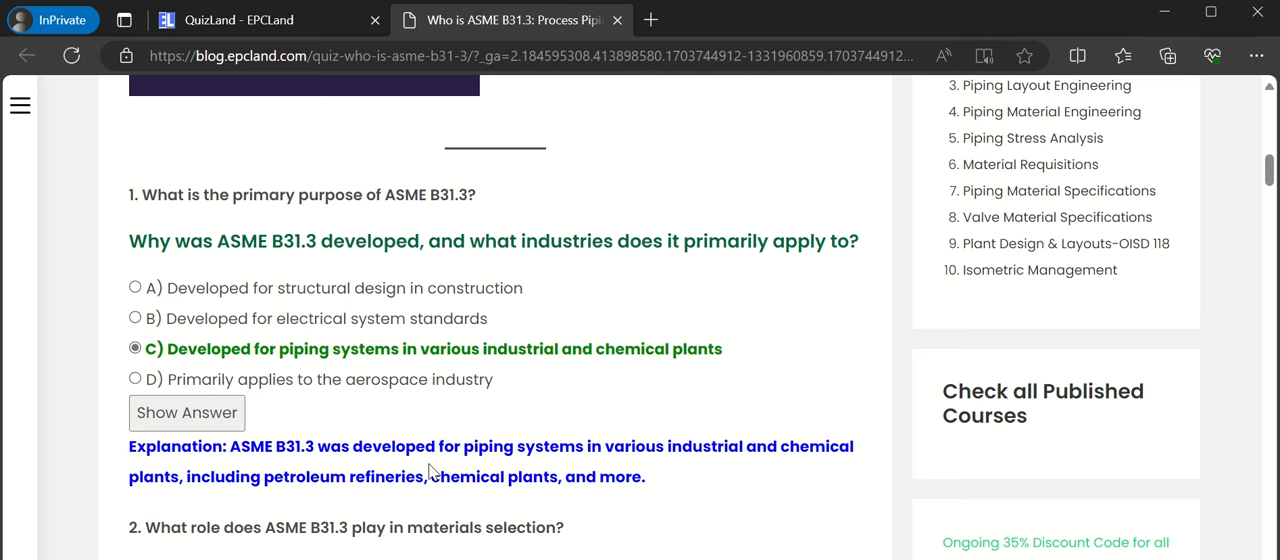 InPrivate
QuizLand - EPCLand
Who is ASME B31.3: Process Pipi
https://blog.epcland.com/quiz-who-is-asme-b31-3/?_ga=2.184595308.413898580.1703744912-1331960859.1703744912...
1. What is the primary purpose of ASME B31.3?
Why was ASME B31.3 developed, and what industries does it primarily apply to?
A) Developed for structural design in construction
B) Developed for electrical system standards
C) Developed for piping systems in various industrial and chemical plants
D) Primarily applies to the aerospace industry
Show Answer
Explanation: ASME B31.3 was developed for piping systems in various industrial and chemical
plants, including petroleum refineries, chemical plants, and more.
2. What role does ASME B31.3 play in materials selection?
3. Piping Layout Engineering
4. Piping Material Engineering
5. Piping Stress Analysis
6. Material Requisitions
7. Piping Material Specifications
8. Valve Material Specifications
9. Plant Design & Layouts-OISD 118
10. Isometric Management
Check all Published
Courses
Ongoing 35% Discount Code for all